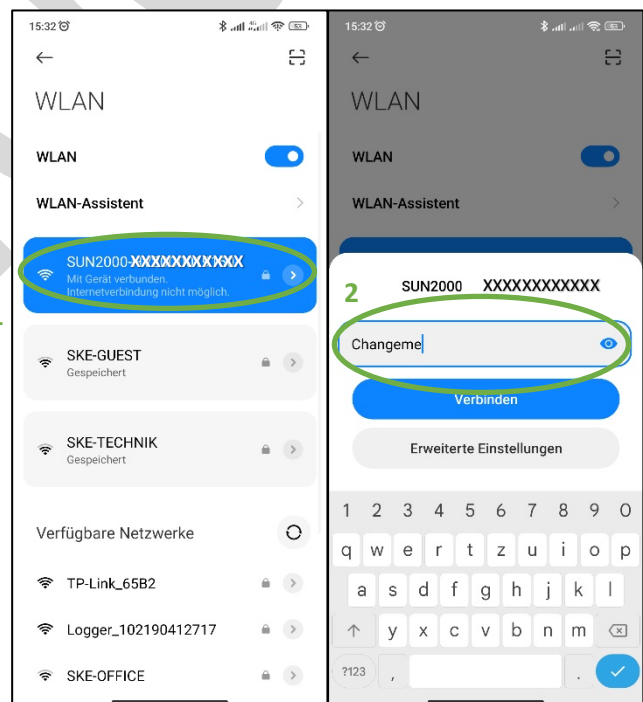 15:32
WLAN
WLAN
WLAN-Assistent
SUN2000-XXXXXXXXXXXX
Mit Gerät verbunden.
Internetverbindung nicht möglich.
SKE-GUEST
Gespeichert
SKE-TECHNIK
Gespeichert
Verfügbare Netzwerke
TP-Link_65B2
Logger_102190412717
SKE-OFFICE
15:32
WLAN
WLAN
WLAN-Assistent
2
SUN2000 XXXXXXXXXXXX
Changeme
Verbinden
Erweiterte Einstellungen
1 2 3 4 5 6 7 8 9 0
q w e r t z u i o p
a s d f g h j k l
y x c v b n m
?123 , .